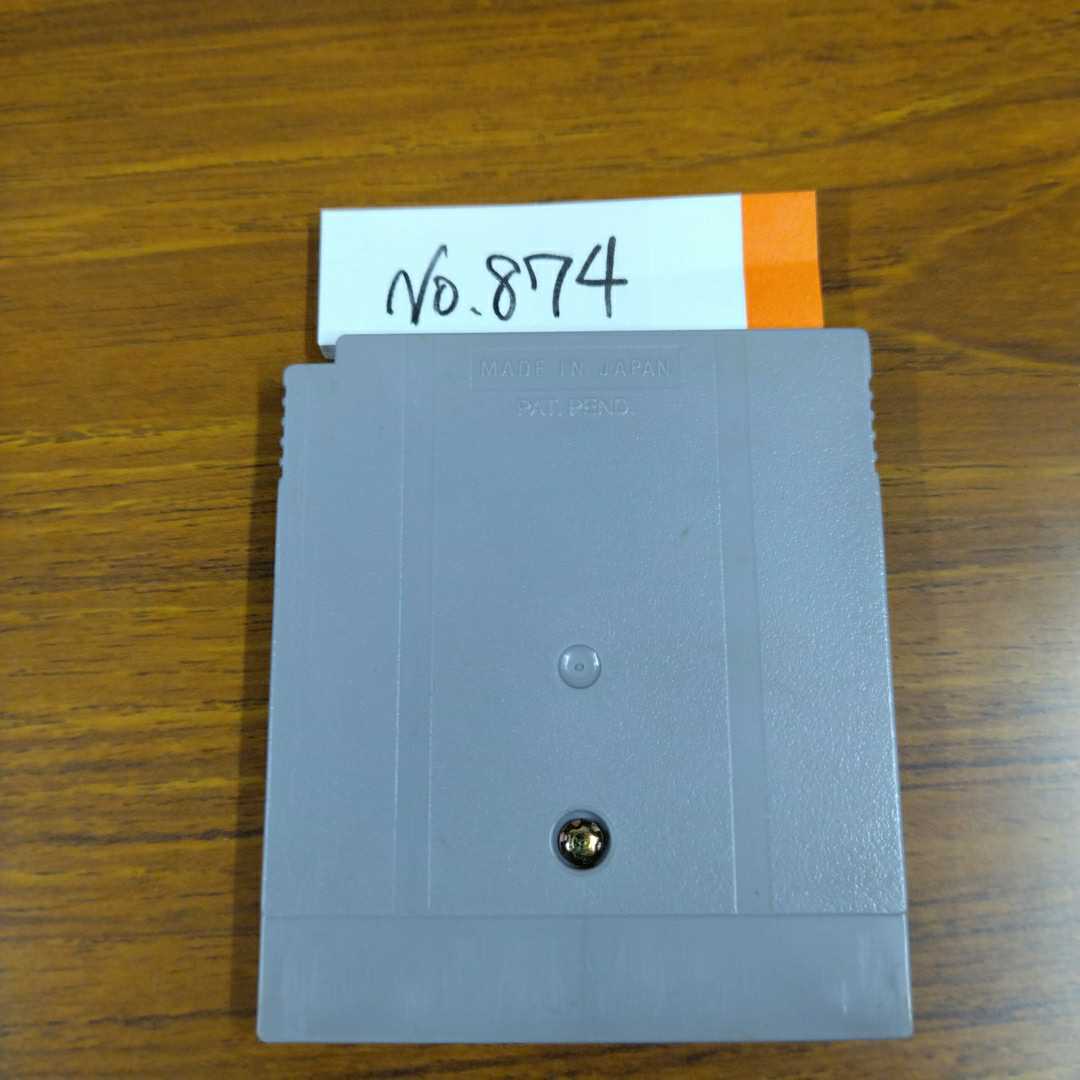 No. 874
MADE IN JAPAN
PAT. PEND.